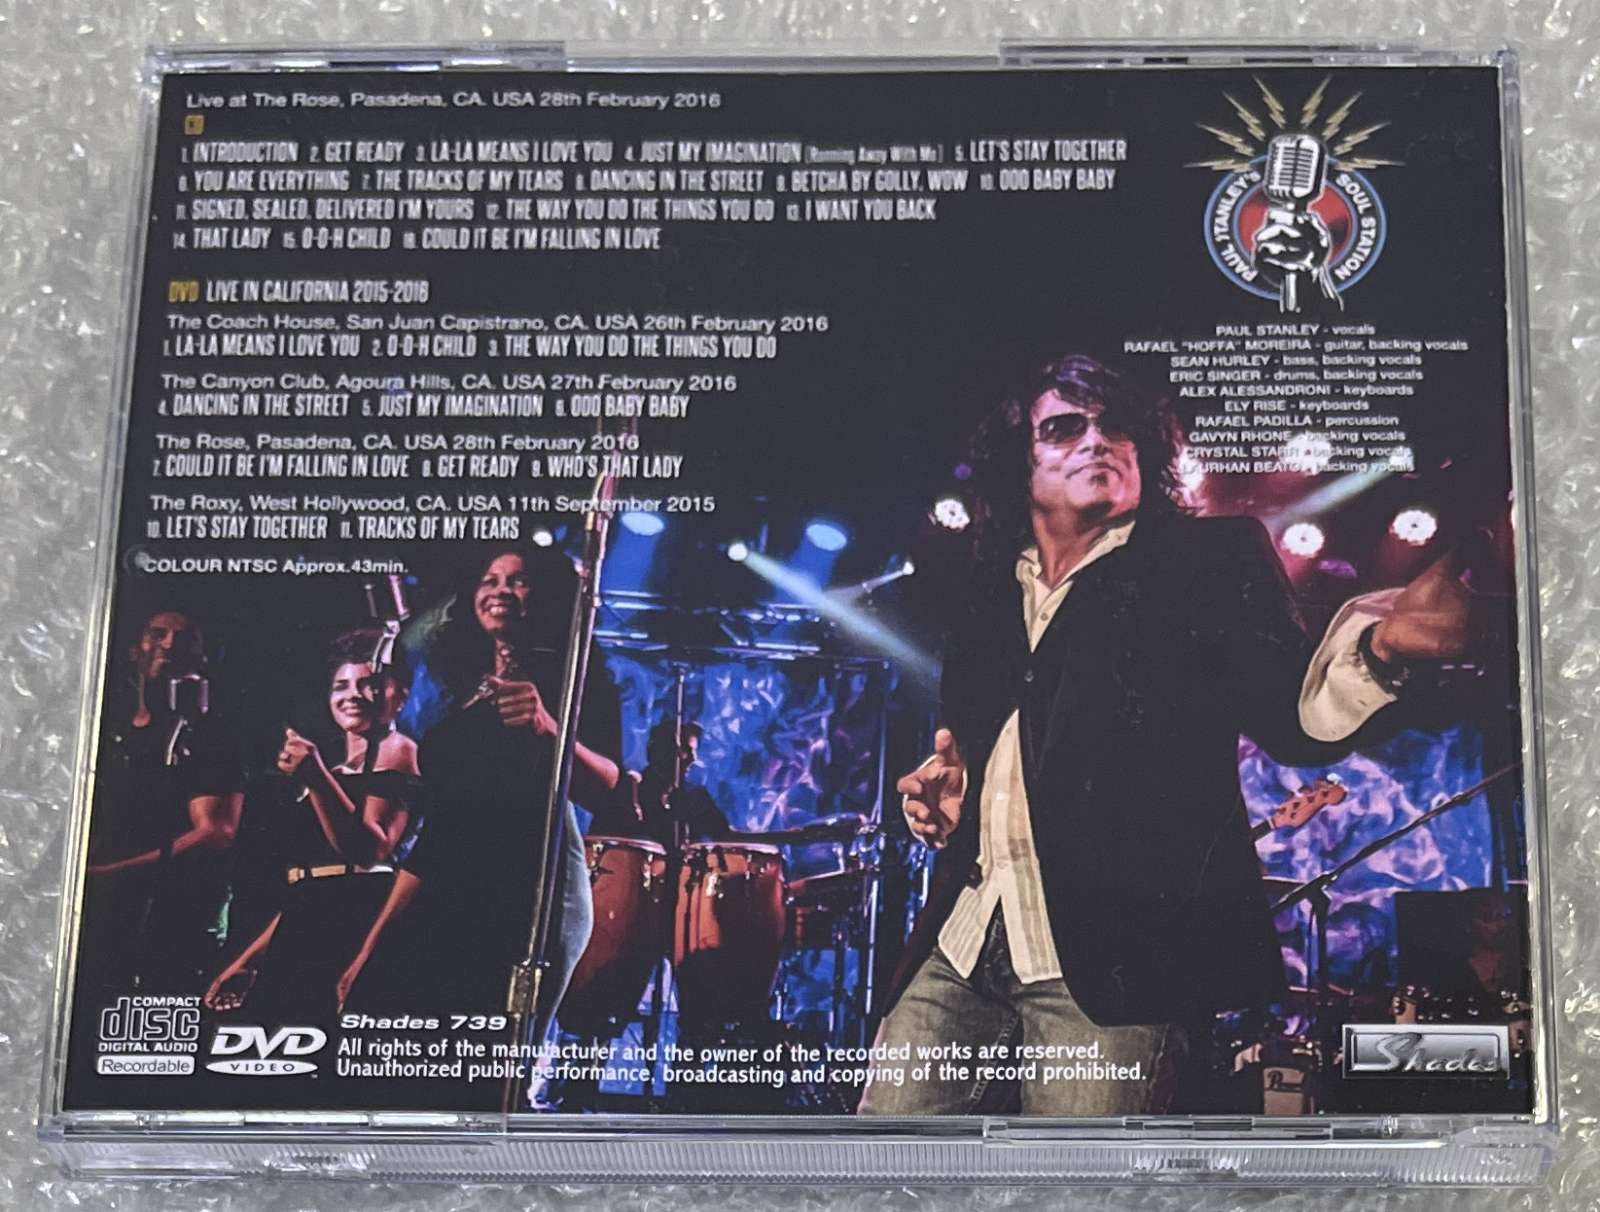 Live at The Rose, Pasadena, CA. USA 28th February 2016
1. INTRODUCTION 2. GET READY 3. LA-LA MEANS I LOVE YOU 4. JUST MY IMAGINATION [Running Away With Me] 5. LET'S STAY TOGETHER
6. YOU ARE EVERYTHING 7. THE TRACKS OF MY TEARS 8. DANCING IN THE STREET 9. BETCHA BY GOLLY, WOW 10. OOO BABY BABY
11. SIGNED, SEALED, DELIVERED I'M YOURS 12. THE WAY YOU DO THE THINGS YOU DO 13. I WANT YOU BACK
14. THAT LADY 15. O-O-H CHILD 16. COULD IT BE I'M FALLING IN LOVE
DVD LIVE IN CALIFORNIA 2015-2016
The Coach House, San Juan Capistrano, CA. USA 26th February 2016
1. LA-LA MEANS I LOVE YOU 2. O-O-H CHILD 3. THE WAY YOU DO THE THINGS YOU DO
The Canyon Club, Agoura Hills, CA. USA 27th February 2016
4. DANCING IN THE STREET 5. JUST MY IMAGINATION 6. OOO BABY BABY
The Rose, Pasadena, CA. USA 28th February 2016
7. COULD IT BE I'M FALLING IN LOVE 8. GET READY 9. WHO'S THAT LADY
The Roxy, West Hollywood, CA. USA 11th September 2015
10. LET'S STAY TOGETHER 11. TRACKS OF MY TEARS
COLOUR NTSC Approx.43min.
PAUL STANLEY's SOUL STATION
PAUL STANLEY - vocals
RAFAEL "HOFFA" MOREIRA - guitar, backing vocals
SEAN HURLEY - bass, backing vocals
ERIC SINGER - drums, backing vocals
ALEX ALESSANDRONI - keyboards
ELY RISE - keyboards
RAFAEL PADILLA - percussion
GAVYN RHONE - backing vocals
CRYSTAL STARR - backing vocals
LAURHAN BEATO - backing vocals
COMPACT
disc
DIGITAL AUDIO
Recordable
DVD
VIDEO
Shades 739
All rights of the manufacturer and the owner of the recorded works are reserved.
Unauthorized public performance, broadcasting and copying of the record prohibited.
Shades
Pearl